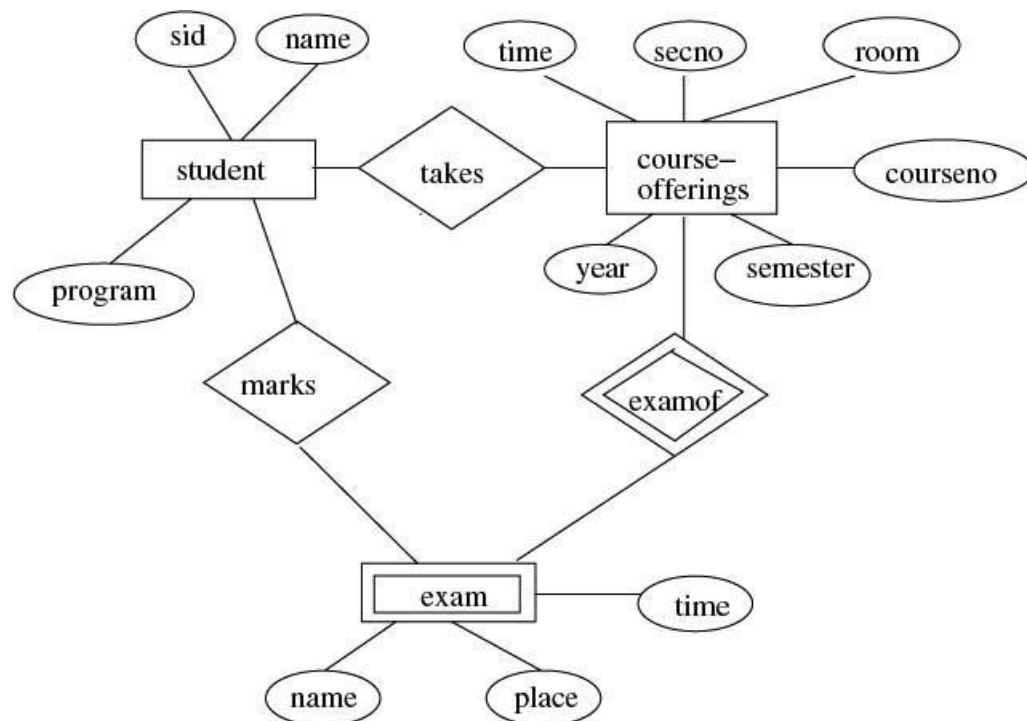 sid
name
time
secno
room
student
takes
course-
offerings
courseno
program
year
semester
marks
examof
exam
time
name
place